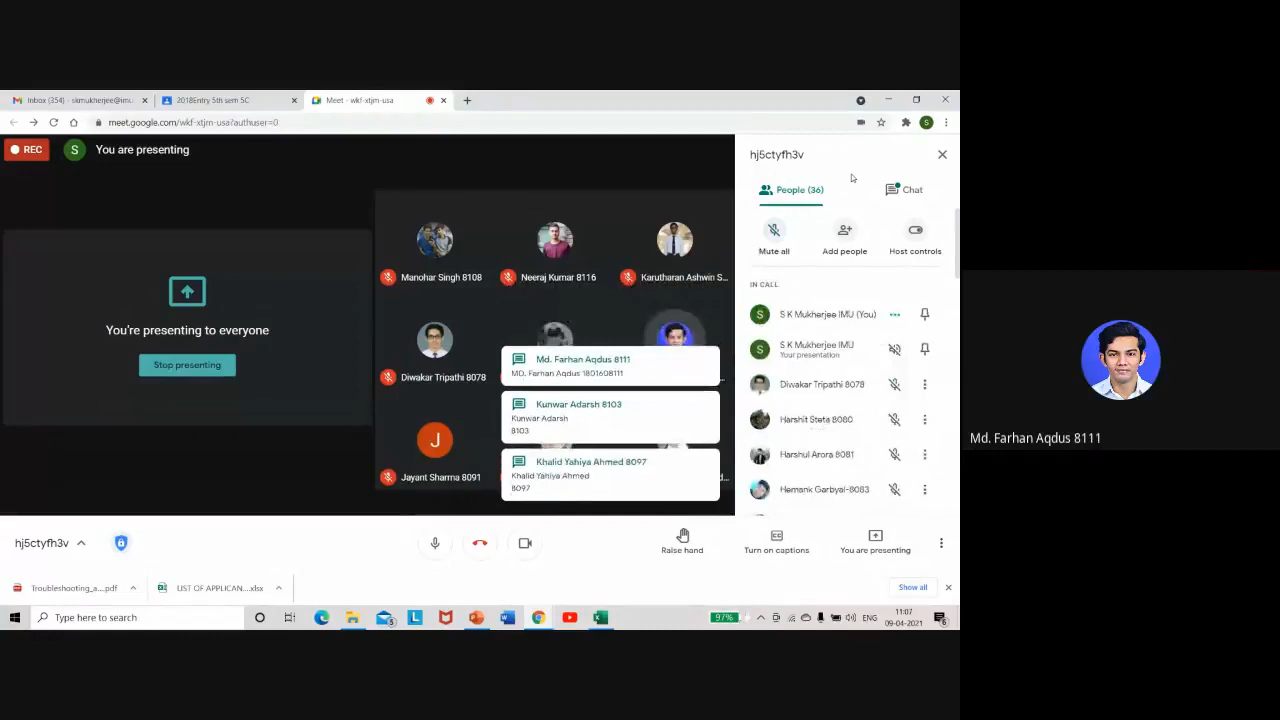 Inbox (354) - skmukherjee@imu
2018Entry 5th sem SC
Meet - wkf-xtjm-usa
meet.google.com/wkf-xtjm-usa?authuser=0
S
REC
S
You are presenting
hj5ctyfh3v
People (36)
Chat
Mute all
Add people
Host controls
IN CALL
Manohar Singh 8108
Neeraj Kumar 8116
Karutharan Ashwin S...
You're presenting to everyone
Stop presenting
Diwakar Tripathi 8078
J
Jayant Sharma 8091
Md. Farhan Aqdus 8111
MD. Farhan Aqdus 1801608111
Kunwar Adarsh 8103
Kunwar Adarsh
8103
Khalid Yahiya Ahmed 8097
Khalid Yahiya Ahmed
8097
S
S K Mukherjee IMU (You)
S
S K Mukherjee IMU
Your presentation
Diwakar Tripathi 8078
Harshit Steta 8080
Harshul Arora 8081
Hemank Garbyal-8083
Md. Farhan Aqdus 8111
hj5ctyfh3v
Raise hand
Turn on captions
You are presenting
Troubleshooting_a....pdf
LIST OF APPLICAN....xlsx
Show all
Type here to search
97%
ENG
11:07
09-04-2021